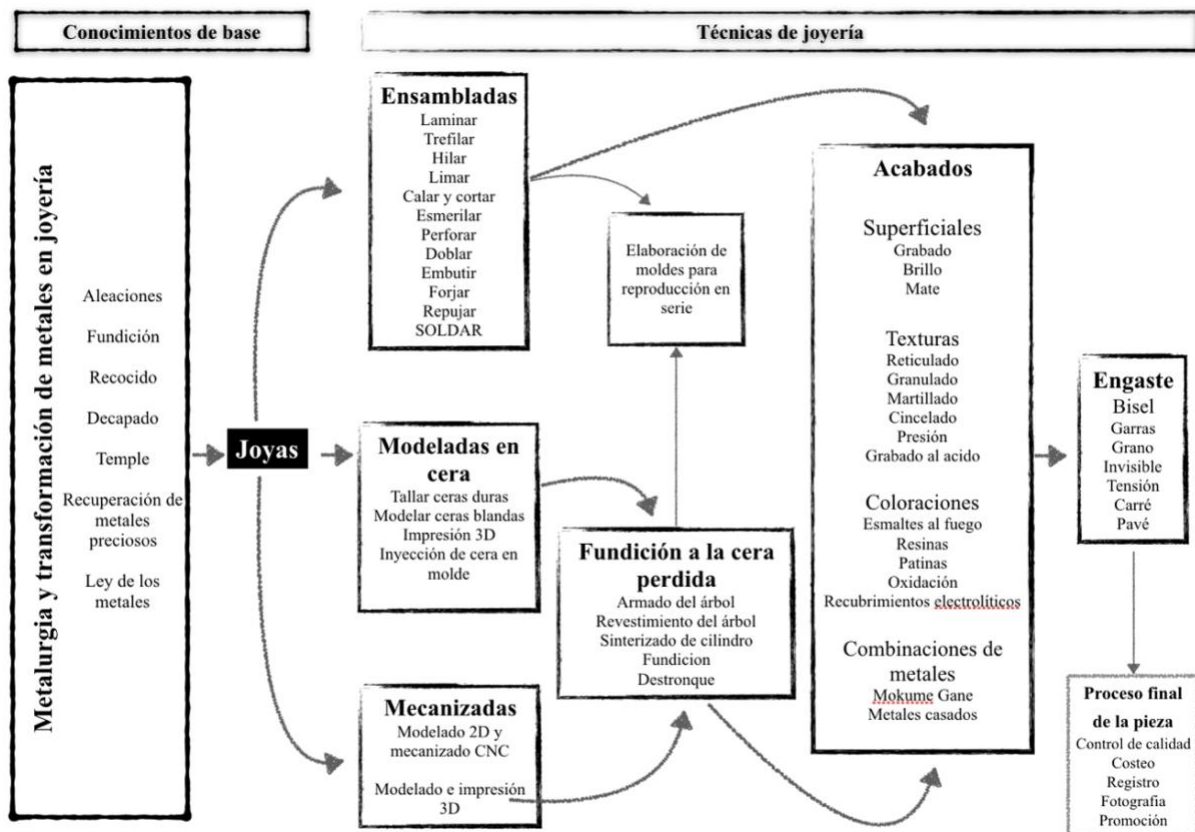 Conocimientos de base
Técnicas de joyería
Metalurgia y transformación de metales en joyería
Aleaciones
Fundición
Recocido
Decapado
Temple
Recuperación de
metales
preciosos
Ley de los
metales
Joyas
Ensambladas
Laminar
Trefilar
Hilar
Limar
Calar y cortar
Esmerilar
Perforar
Doblar
Embutir
Forjar
Repujar
SOLDAR
Modeladas en
cera
Tallar ceras duras
Modelar ceras blandas
Impresión 3D
Inyección de cera en
molde
Mecanizadas
Modelado 2D y
mecanizado CNC
Modelado e impresión
3D
Elaboración de
moldes para
reproducción en
serie
Fundición a la cera
perdida
Armado del árbol
Revestimiento del árbol
Sinterizado de cilindro
Fundicion
Destronque
Acabados
Superficiales
Grabado
Brillo
Mate
Texturas
Reticulado
Granulado
Martillado
Cincelado
Presión
Grabado al acido
Coloraciones
Esmaltes al fuego
Resinas
Patinas
Oxidación
Recubrimientos electrolíticos
Combinaciones de
metales
Mokume Gane
Metales casados
Engaste
Bisel
Garras
Grano
Invisible
Tensión
Carré
Pavé
Proceso final
de la pieza
Control de calidad
Costeo
Registro
Fotografia
Promoción